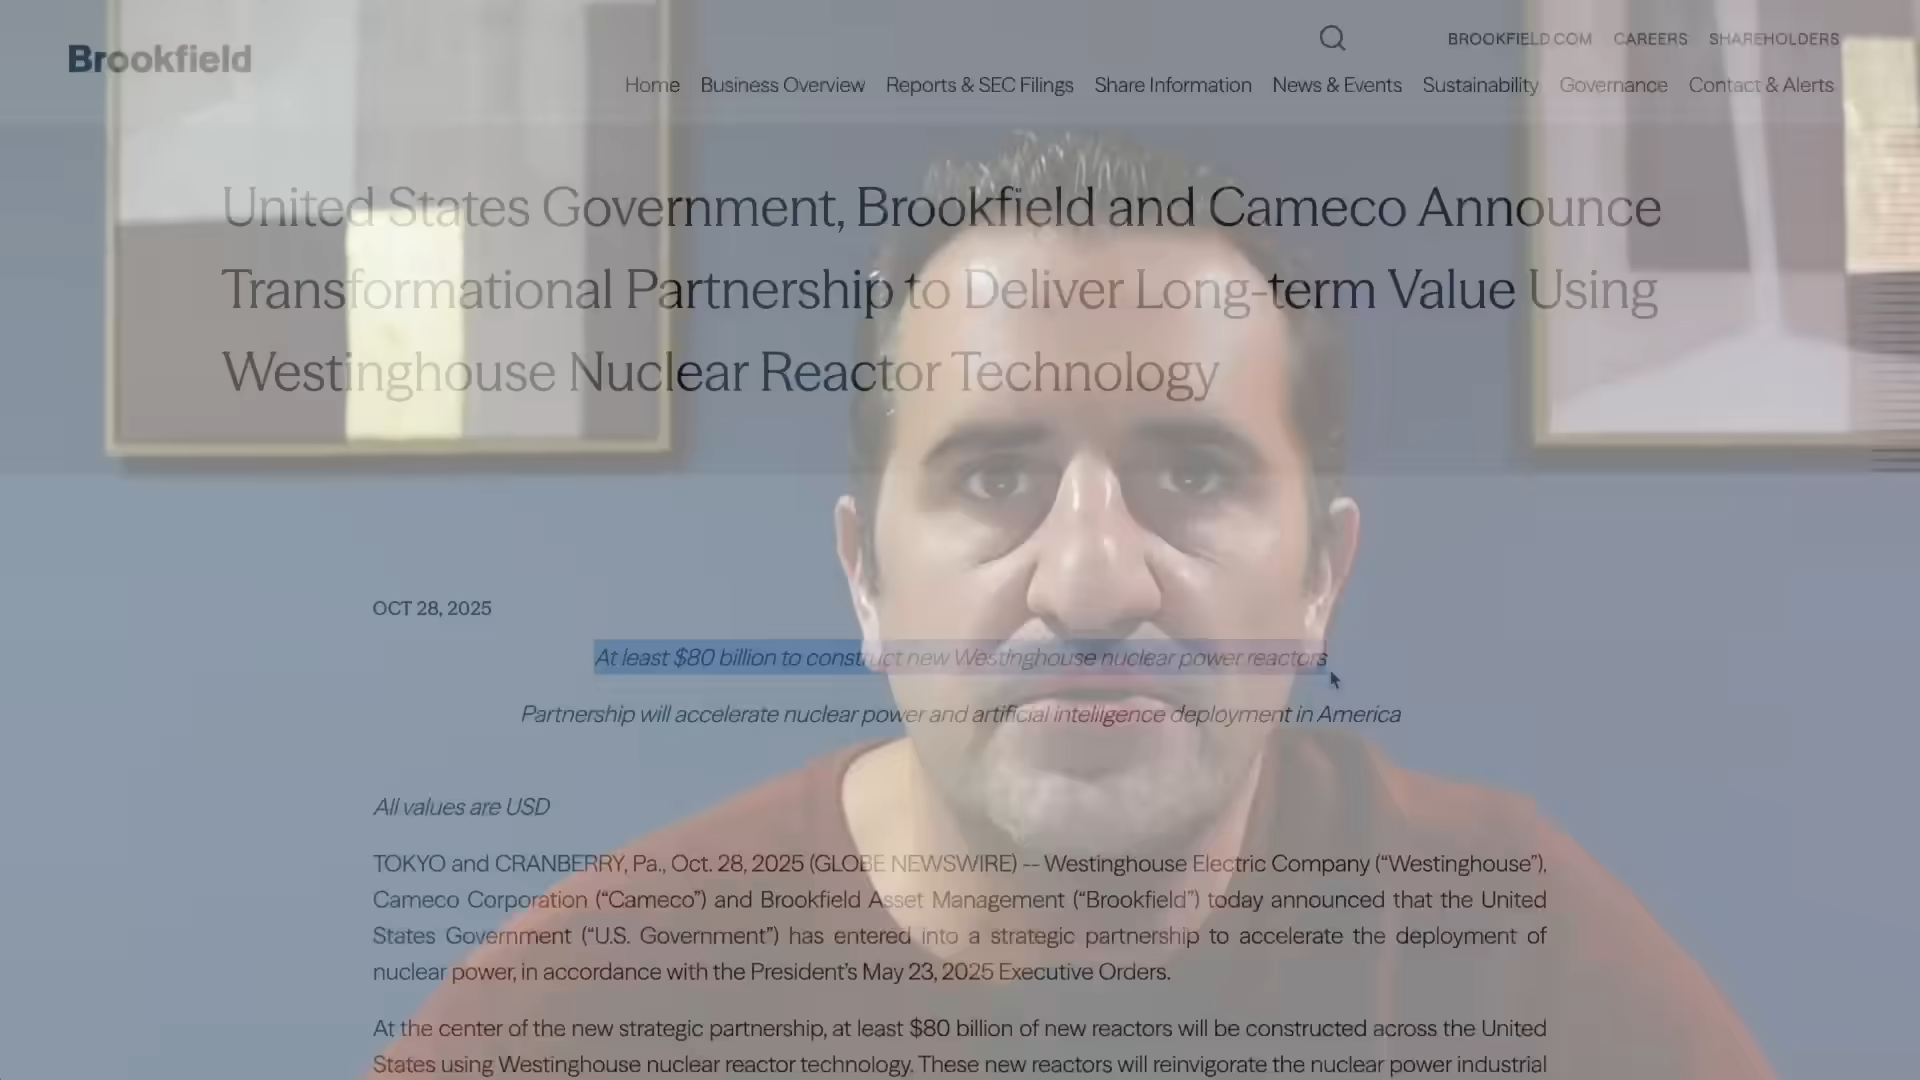 Brookfield
BROOKFIELD.COM CAREERS SHAREHOLDERS
Home Business Overview Reports & SEC Filings Share Information News & Events Sustainability Governance Contact & Alerts
United States Government, Brookfield and Cameco Announce
Transformational Partnership to Deliver Long-term Value Using
Westinghouse Nuclear Reactor Technology
OCT 28, 2025
At least $80 billion to construct new Westinghouse nuclear power reactors
Partnership will accelerate nuclear power and artificial intelligence deployment in America
All values are USD
TOKYO and CRANBERRY, Pa., Oct. 28, 2025 (GLOBE NEWSWIRE) -- Westinghouse Electric Company (“Westinghouse”),
Cameco Corporation (“Cameco”) and Brookfield Asset Management (“Brookfield”) today announced that the United
States Government (“U.S. Government”) has entered into a strategic partnership to accelerate the deployment of
nuclear power, in accordance with the President’s May 23, 2025 Executive Orders.
At the center of the new strategic partnership, at least $80 billion of new reactors will be constructed across the United
States using Westinghouse nuclear reactor technology. These new reactors will reinvigorate the nuclear power industrial